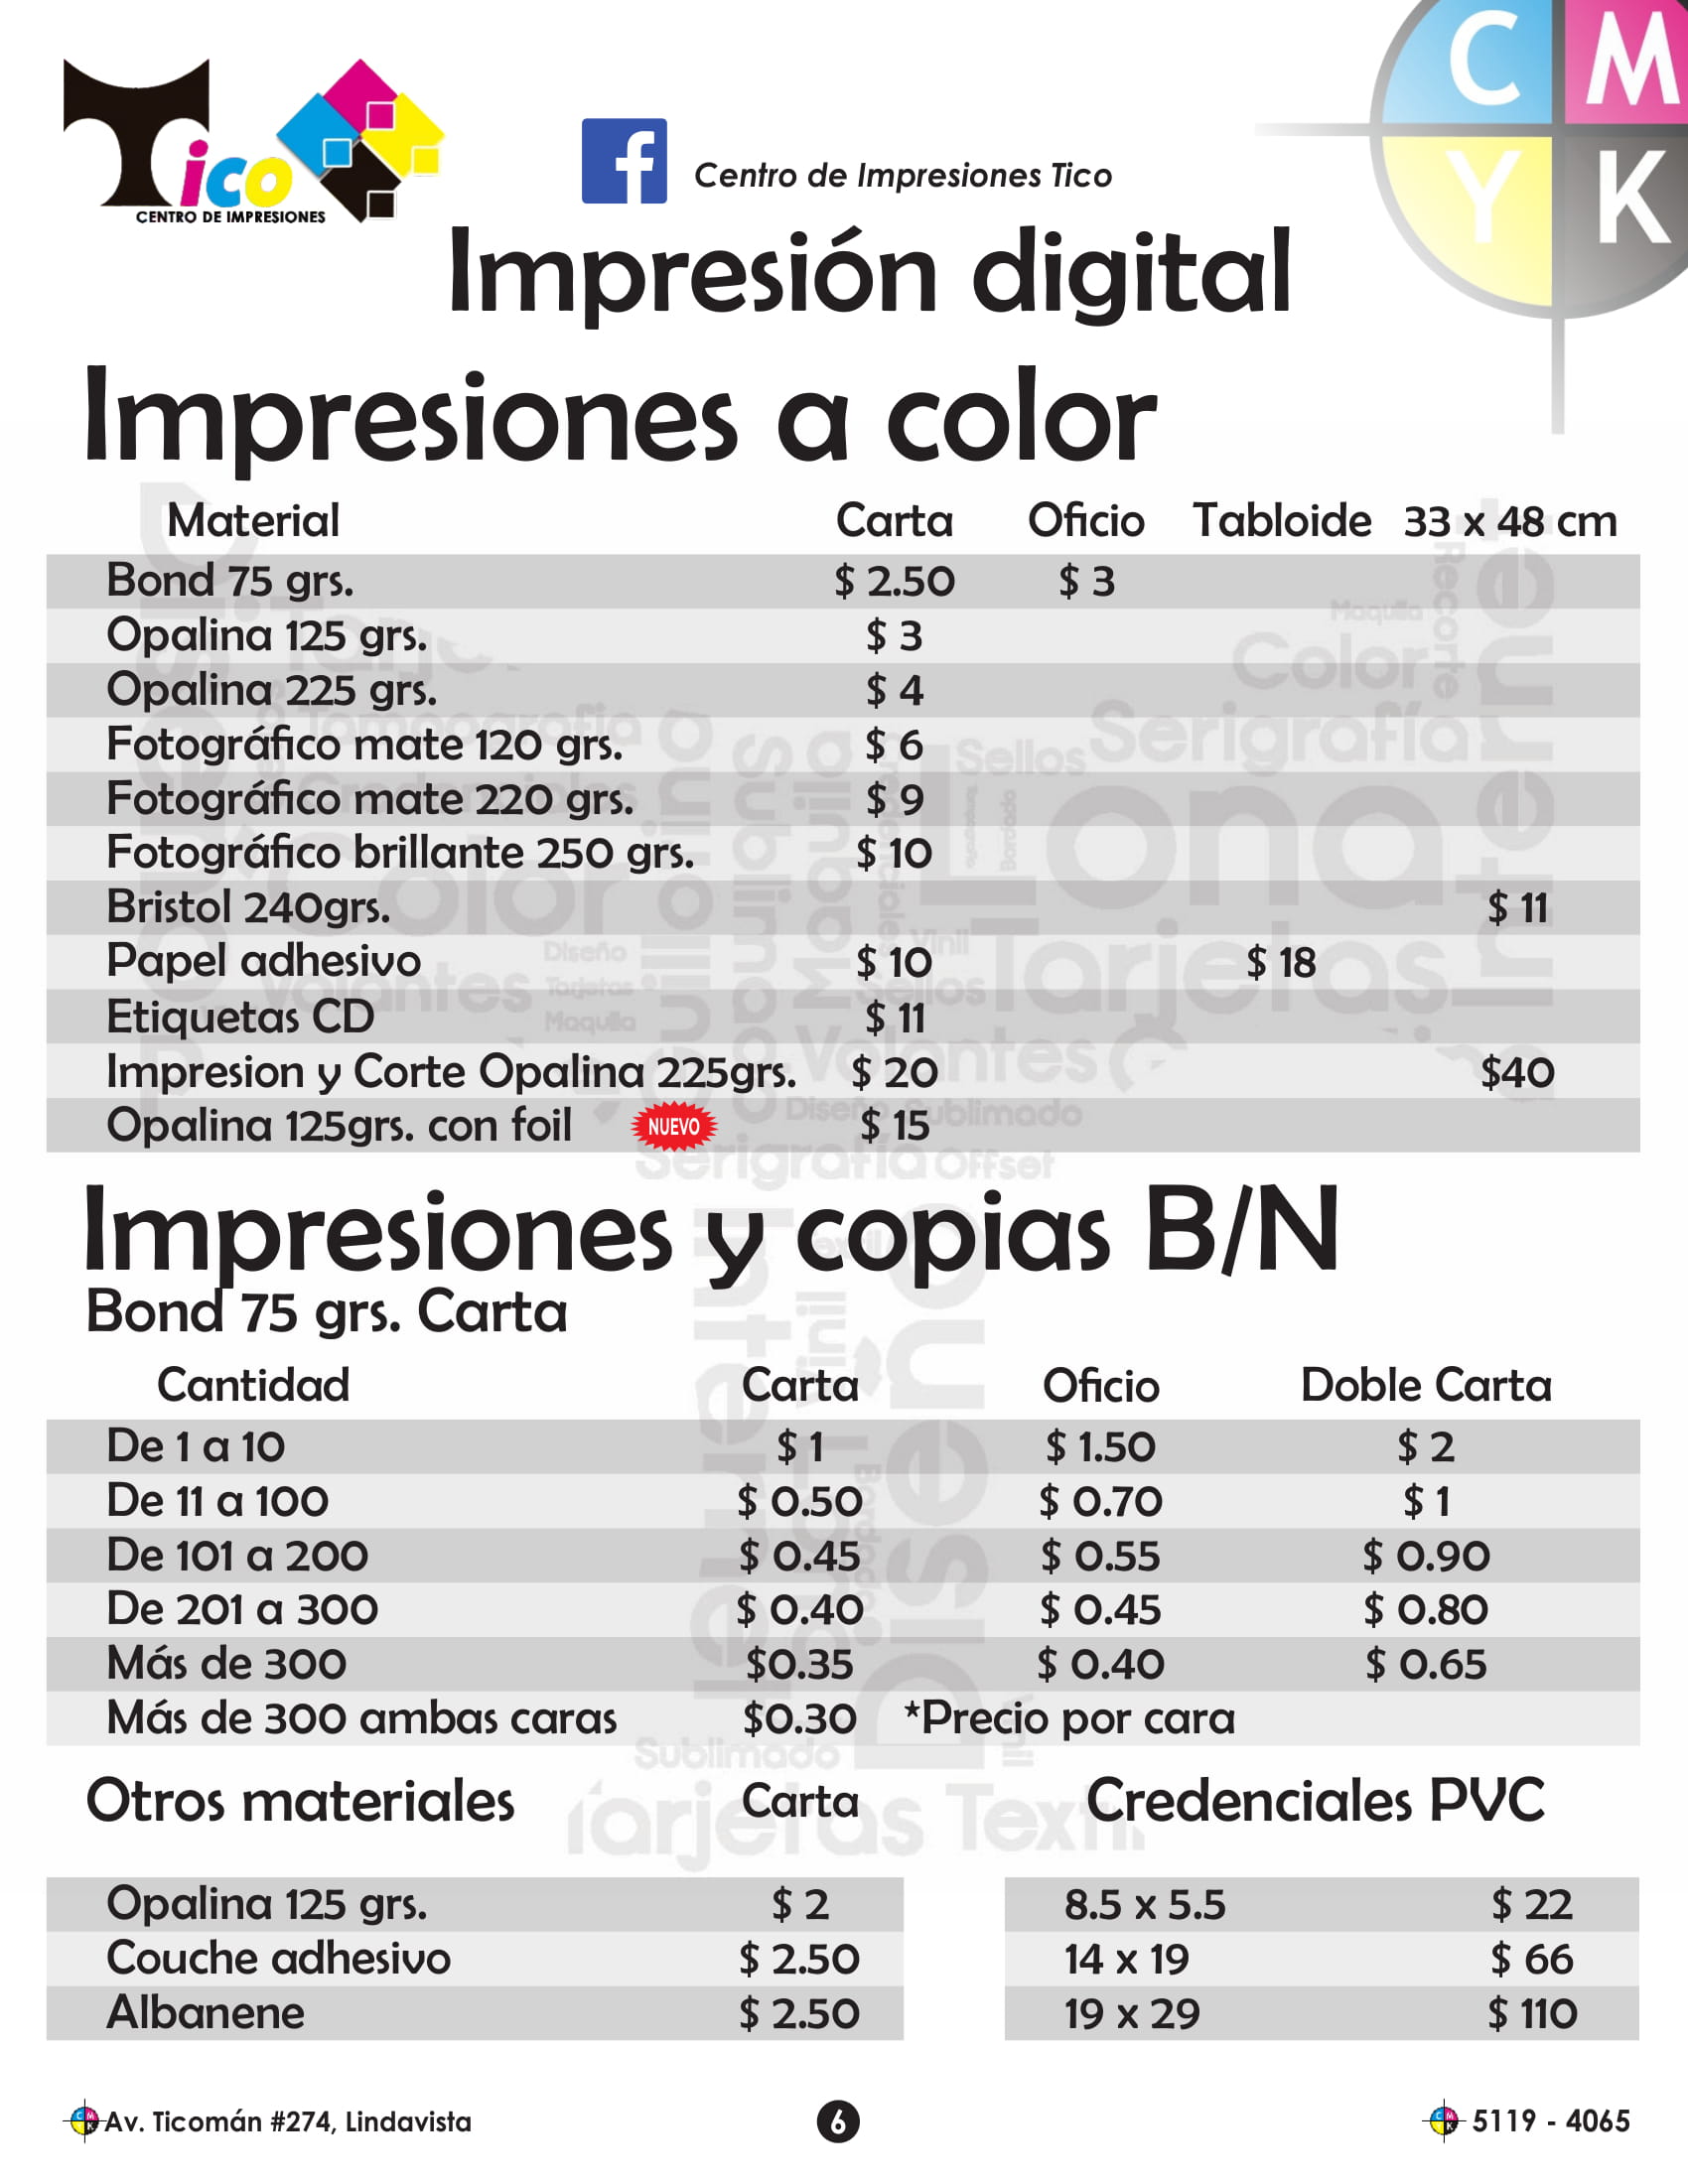 Tico
CENTRO DE IMPRESIONES
Centro de Impresiones Tico
C M
Y K
Impresión digital
Impresiones a color
Material Carta Oficio Tabloide 33 x 48 cm
Bond 75 grs. $ 2.50 $ 3
Opalina 125 grs. $ 3
Opalina 225 grs. $ 4
Fotográfico mate 120 grs. $ 6
Fotográfico mate 220 grs. $ 9
Fotográfico brillante 250 grs. $ 10
Bristol 240grs. $ 11
Papel adhesivo $ 10 $ 18
Etiquetas CD $ 11
Impresion y Corte Opalina 225grs. $ 20 $40
Opalina 125grs. con foil NUEVO $ 15
Impresiones y copias B/N
Bond 75 grs. Carta
Cantidad Carta Oficio Doble Carta
De 1 a 10 $ 1 $ 1.50 $ 2
De 11 a 100 $ 0.50 $ 0.70 $ 1
De 101 a 200 $ 0.45 $ 0.55 $ 0.90
De 201 a 300 $ 0.40 $ 0.45 $ 0.80
Más de 300 $0.35 $ 0.40 $ 0.65
Más de 300 ambas caras $0.30 *Precio por cara
Otros materiales Carta Credenciales PVC
Opalina 125 grs. $ 2 8.5 x 5.5 $ 22
Couche adhesivo $ 2.50 14 x 19 $ 66
Albanene $ 2.50 19 x 29 $ 110
Av. Ticomán #274, Lindavista 6 5119 - 4065